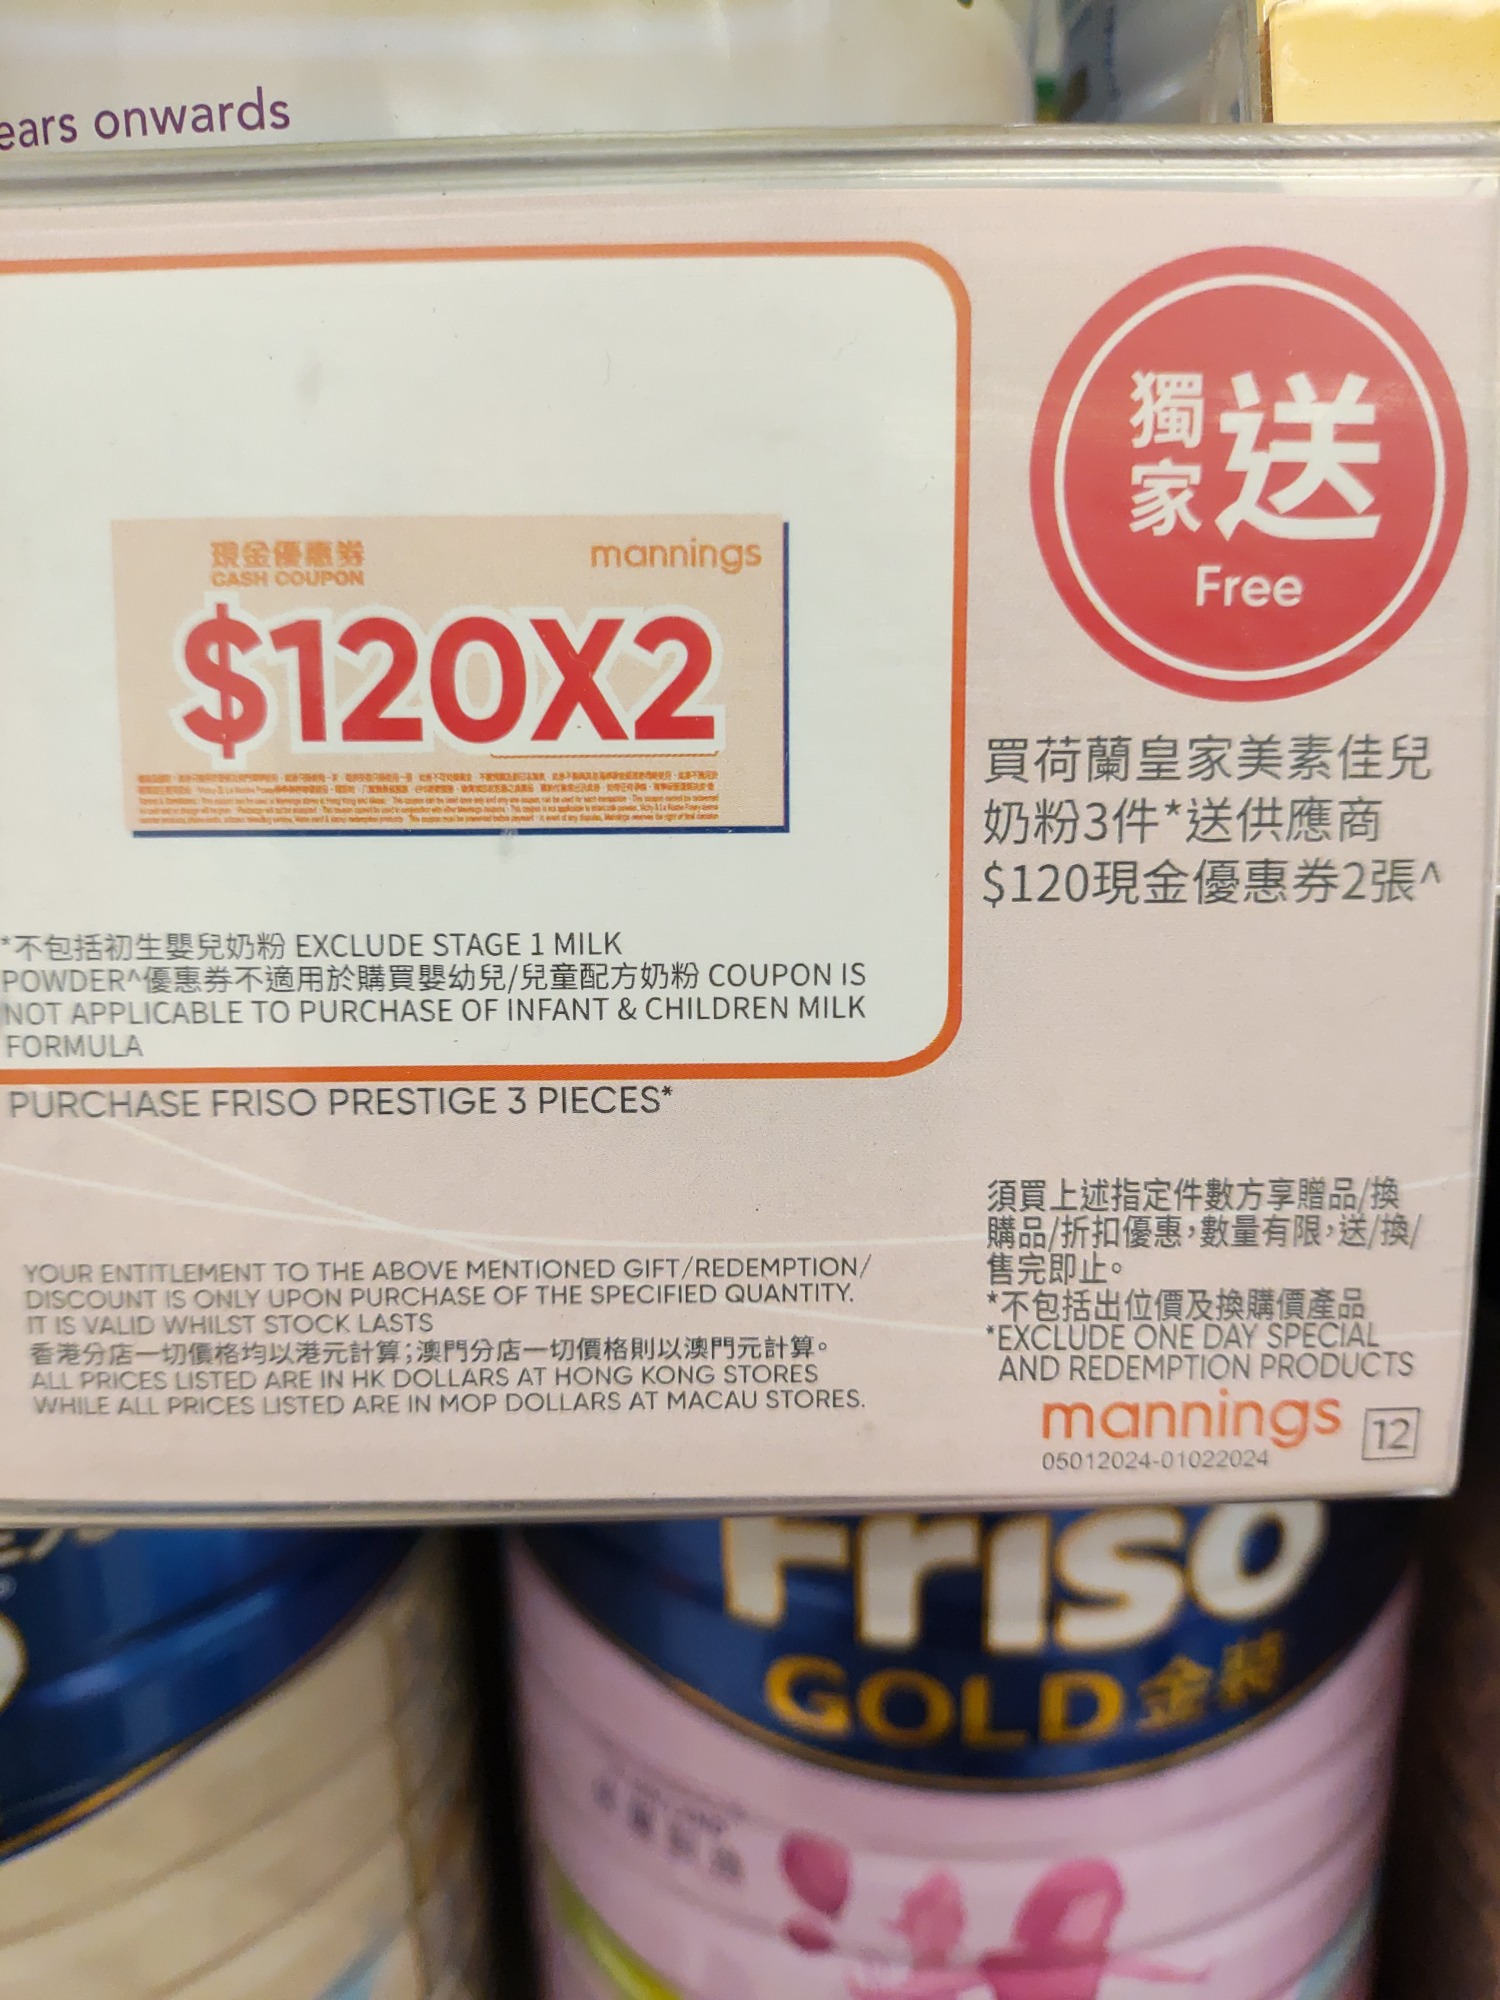 ears onwards
獨家送
Free
現金優惠券
CASH COUPON
mannings
$120X2
買荷蘭皇家美素佳兒
奶粉3件*送供應商
$120現金優惠券2張^
*不包括初生嬰兒奶粉 EXCLUDE STAGE 1 MILK
POWDER^優惠券不適用於購買嬰幼兒/兒童配方奶粉 COUPON IS
NOT APPLICABLE TO PURCHASE OF INFANT & CHILDREN MILK
FORMULA
PURCHASE FRISO PRESTIGE 3 PIECES*
YOUR ENTITLEMENT TO THE ABOVE MENTIONED GIFT/REDEMPTION/
DISCOUNT IS ONLY UPON PURCHASE OF THE SPECIFIED QUANTITY.
IT IS VALID WHILST STOCK LASTS
香港分店一切價格均以港元計算;澳門分店一切價格則以澳門元計算。
ALL PRICES LISTED ARE IN HK DOLLARS AT HONG KONG STORES
WHILE ALL PRICES LISTED ARE IN MOP DOLLARS AT MACAU STORES.
須買上述指定件數方享贈品/換
購品/折扣優惠,數量有限,送/換/
售完即止。
*不包括出位價及換購價產品
*EXCLUDE ONE DAY SPECIAL
AND REDEMPTION PRODUCTS
mannings 12
05012024-01022024
Friso
GOLD金裝